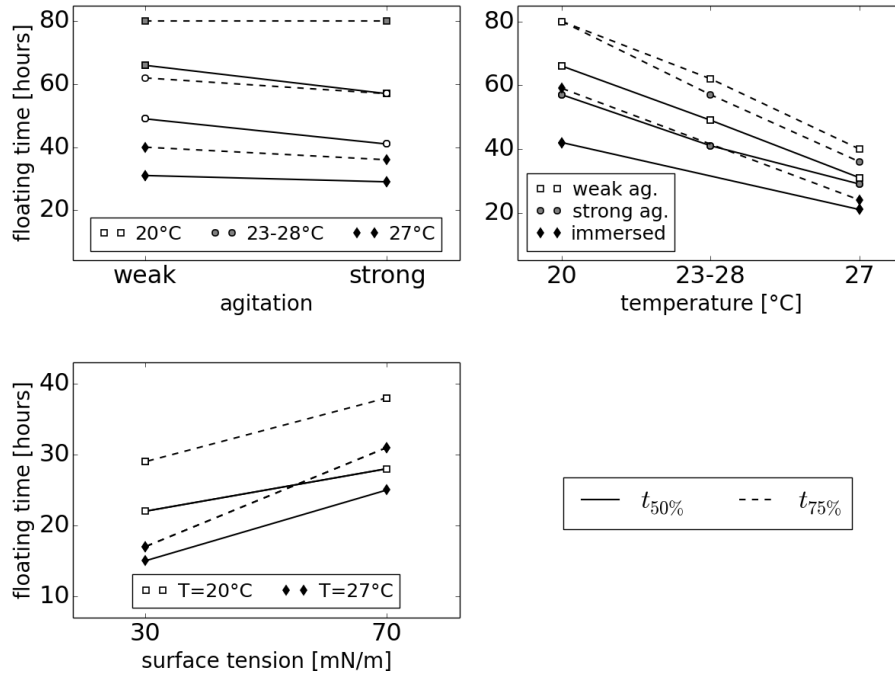 80
60
40
20
floating time [hours]
20°C 23-28°C 27°C
weak strong
agitation
80
60
40
20
weak ag.
strong ag.
immersed
20 23-28 27
temperature [°C]
40
30
20
10
floating time [hours]
T=20°C T=27°C
30 70
surface tension [mN/m]
t50% t75%